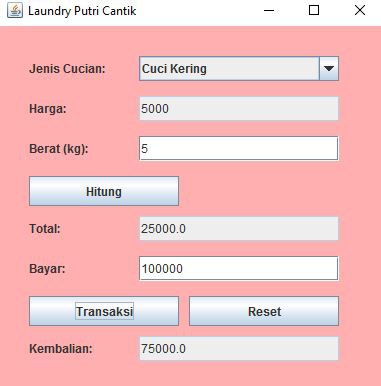 Laundry Putri Cantik
Jenis Cucian: Cuci Kering
Harga: 5000
Berat (kg): 5
Hitung
Total: 25000.0
Bayar: 100000
Transaksi Reset
Kembalian: 75000.0